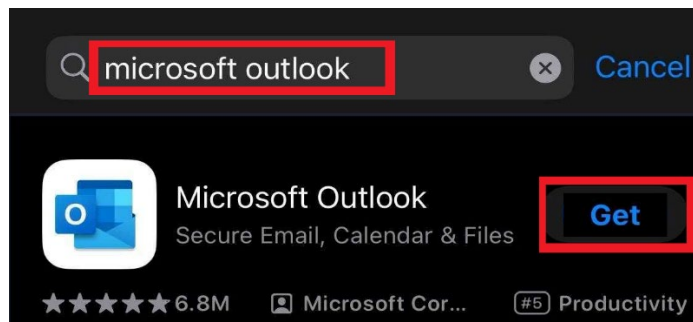 microsoft outlook Cancel
O
Microsoft Outlook
Secure Email, Calendar & Files
Get
6.8M Microsoft Cor... #5 Productivity